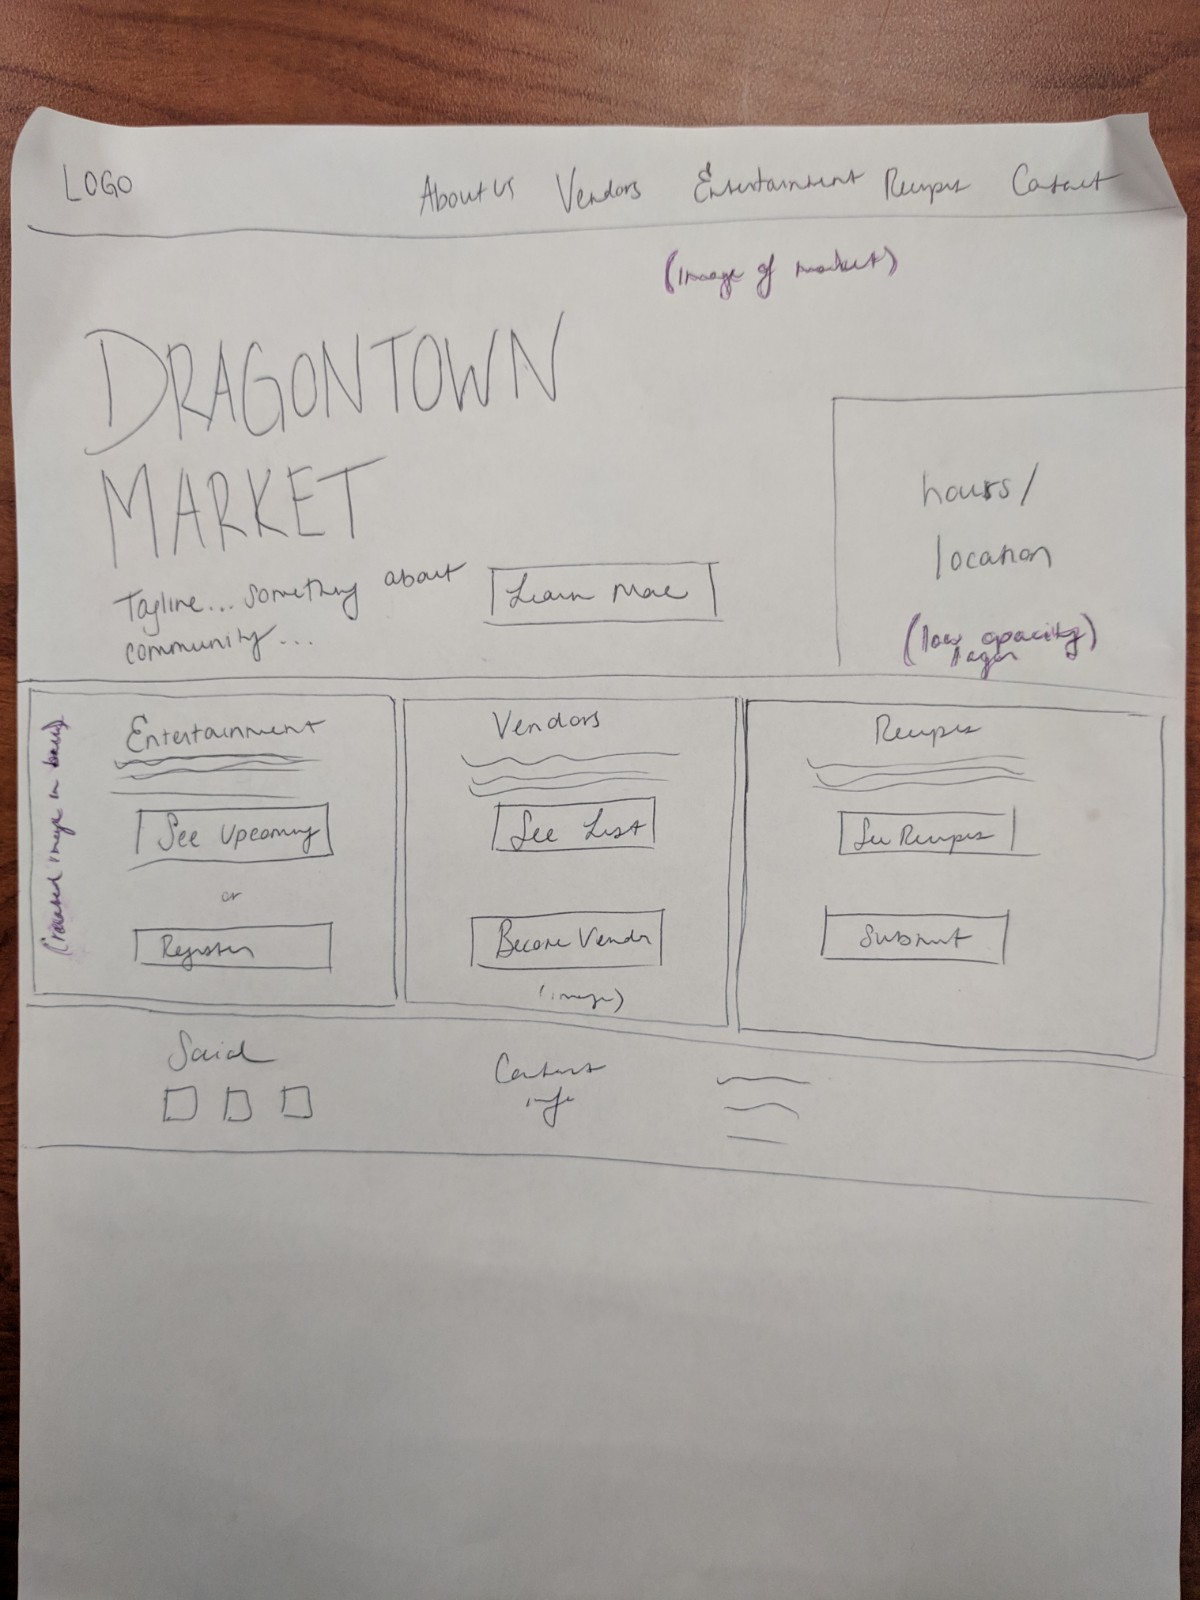 LOGO About Us Vendors Entertainment Recipes Contact
(image of market)
DRAGONTOWN
MARKET
hours/
location
Tagline... something about
community...
Learn More
(low opacity)
Entertainment
See Upcoming
or
Register
Vendors
See List
Become Vendor
(image)
Recipes
See Recipes
Submit
image in back)
Social
Contact
info